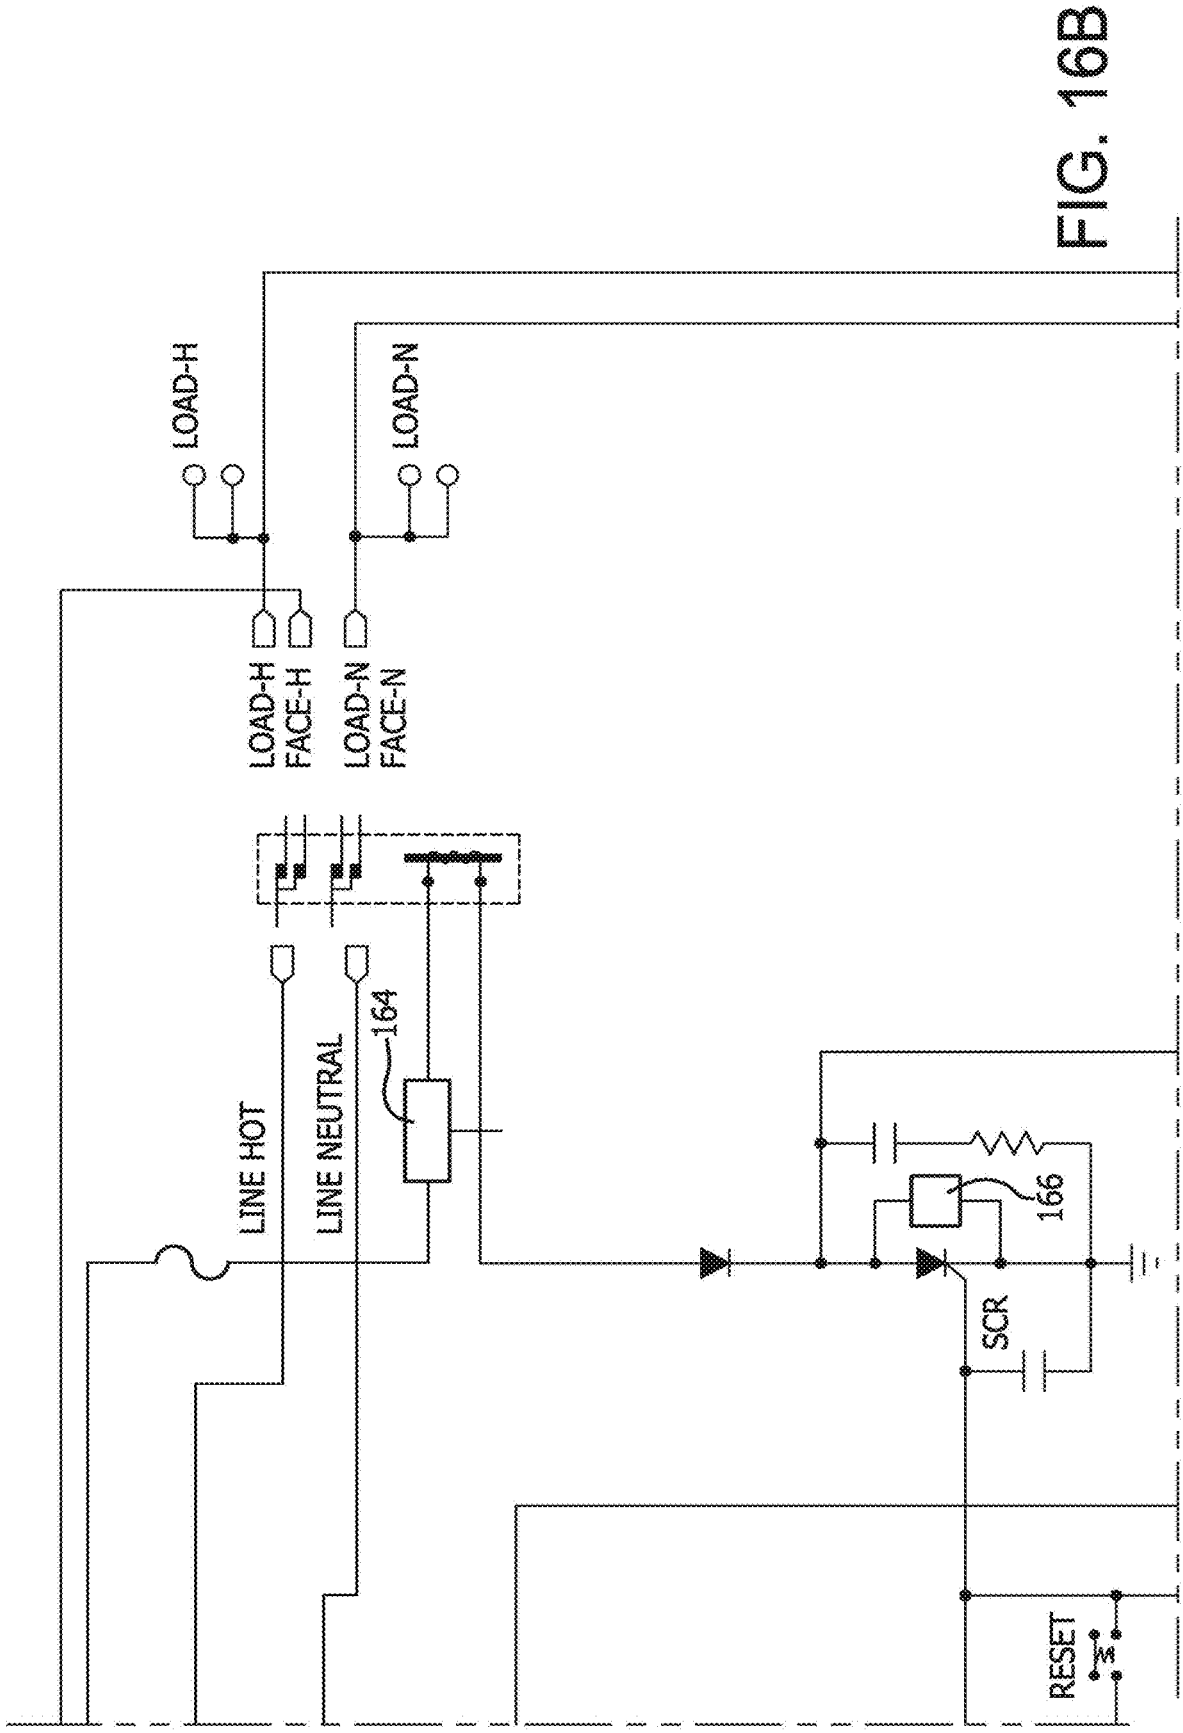 FIG. 16B
LOAD-H
LOAD-N
LOAD-H
FACE-H
LOAD-N
FACE-N
LINE HOT
LINE NEUTRAL
164
166
SCR
RESET